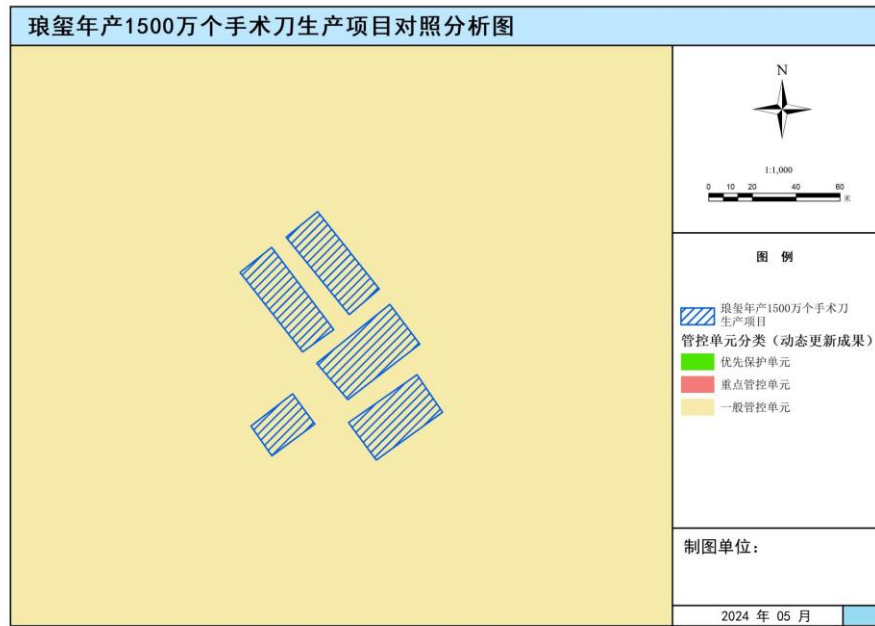 琅玺年产1500万个手术刀生产项目对照分析图
N
1:1,000
0 10 20 40 60
米
图 例
琅玺年产1500万个手术刀
生产项目
管控单元分类（动态更新成果）
优先保护单元
重点管控单元
一般管控单元
制图单位：
2024 年 05 月